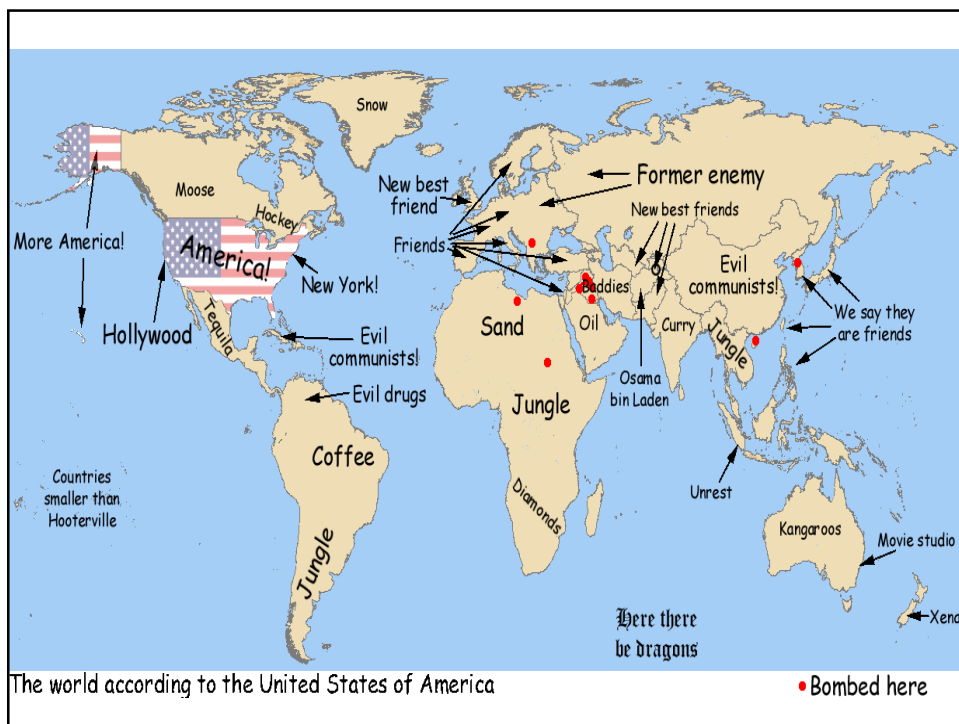 Snow
Moose
Hockey
More America!
America!
New York!
Hollywood
Tequila
Evil
communists!
Evil drugs
Coffee
Jungle
Countries
smaller than
Hooterville
New best
friend
Friends
Former enemy
New best friends
Baddies
Evil
communists!
Sand
Oil
Curry
Jungle
We say they
are friends
Osama
bin Laden
Jungle
Diamonds
Unrest
Kangaroos
Movie studio
Xena
Here there
be dragons
The world according to the United States of America
Bombed here